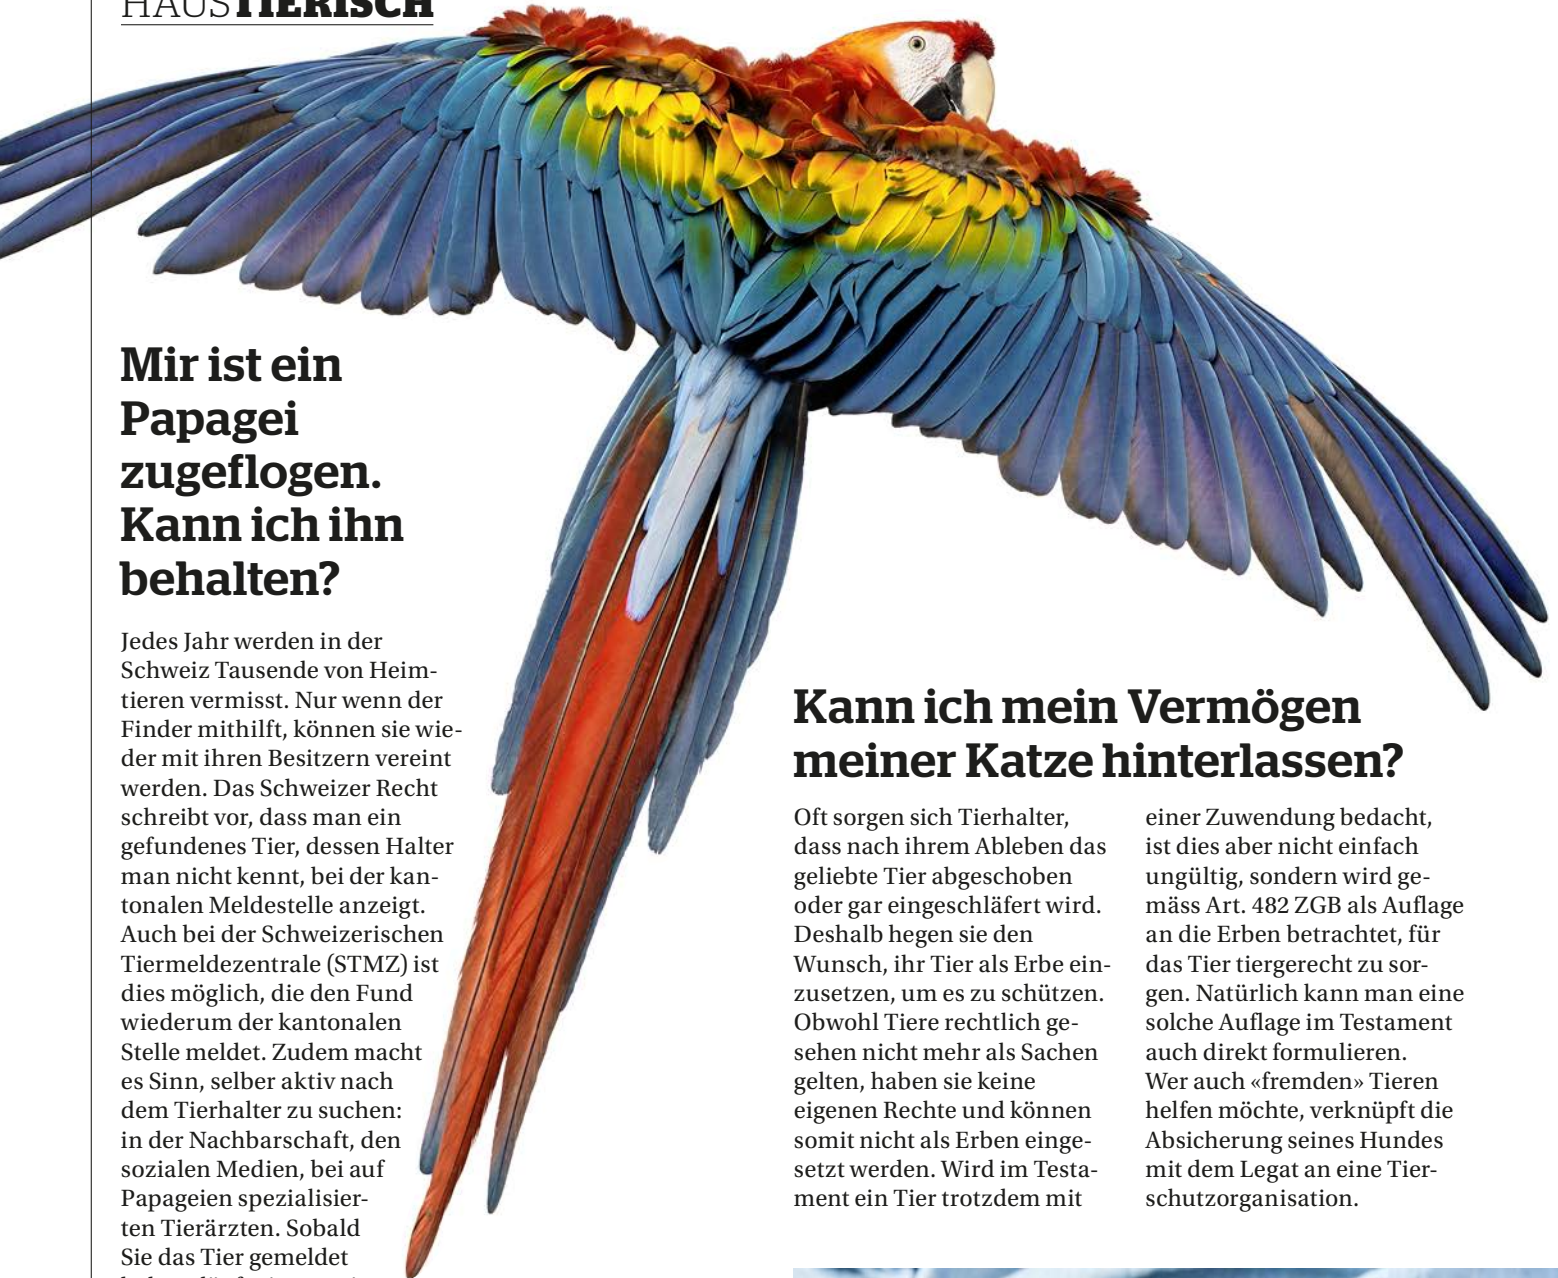 HAUSTIERISCH
Mir ist ein
Papagei
zugeflogen.
Kann ich ihn
behalten?
Jedes Jahr werden in der
Schweiz Tausende von Heim-
tieren vermisst. Nur wenn der
Finder mithilft, können sie wie-
der mit ihren Besitzern vereint
werden. Das Schweizer Recht
schreibt vor, dass man ein
gefundenes Tier, dessen Halter
man nicht kennt, bei der kan-
tonalen Meldestelle anzeigt.
Auch bei der Schweizerischen
Tiermeldezentrale (STMZ) ist
dies möglich, die den Fund
wiederum der kantonalen
Stelle meldet. Zudem macht
es Sinn, selber aktiv nach
dem Tierhalter zu suchen:
in der Nachbarschaft, den
sozialen Medien, bei auf
Papageien spezialisier-
ten Tierärzten. Sobald
Sie das Tier gemeldet
Kann ich mein Vermögen
meiner Katze hinterlassen?
Oft sorgen sich Tierhalter,
dass nach ihrem Ableben das
geliebte Tier abgeschoben
oder gar eingeschläfert wird.
Deshalb hegen sie den
Wunsch, ihr Tier als Erbe ein-
zusetzen, um es zu schützen.
Obwohl Tiere rechtlich ge-
sehen nicht mehr als Sachen
gelten, haben sie keine
eigenen Rechte und können
somit nicht als Erben einge-
setzt werden. Wird im Testa-
ment ein Tier trotzdem mit
einer Zuwendung bedacht,
ist dies aber nicht einfach
ungültig, sondern wird ge-
mäss Art. 482 ZGB als Auflage
an die Erben betrachtet, für
das Tier tiergerecht zu sor-
gen. Natürlich kann man eine
solche Auflage im Testament
auch direkt formulieren.
Wer auch «fremden» Tieren
helfen möchte, verknüpft die
Absicherung seines Hundes
mit dem Legat an eine Tier-
schutzorganisation.